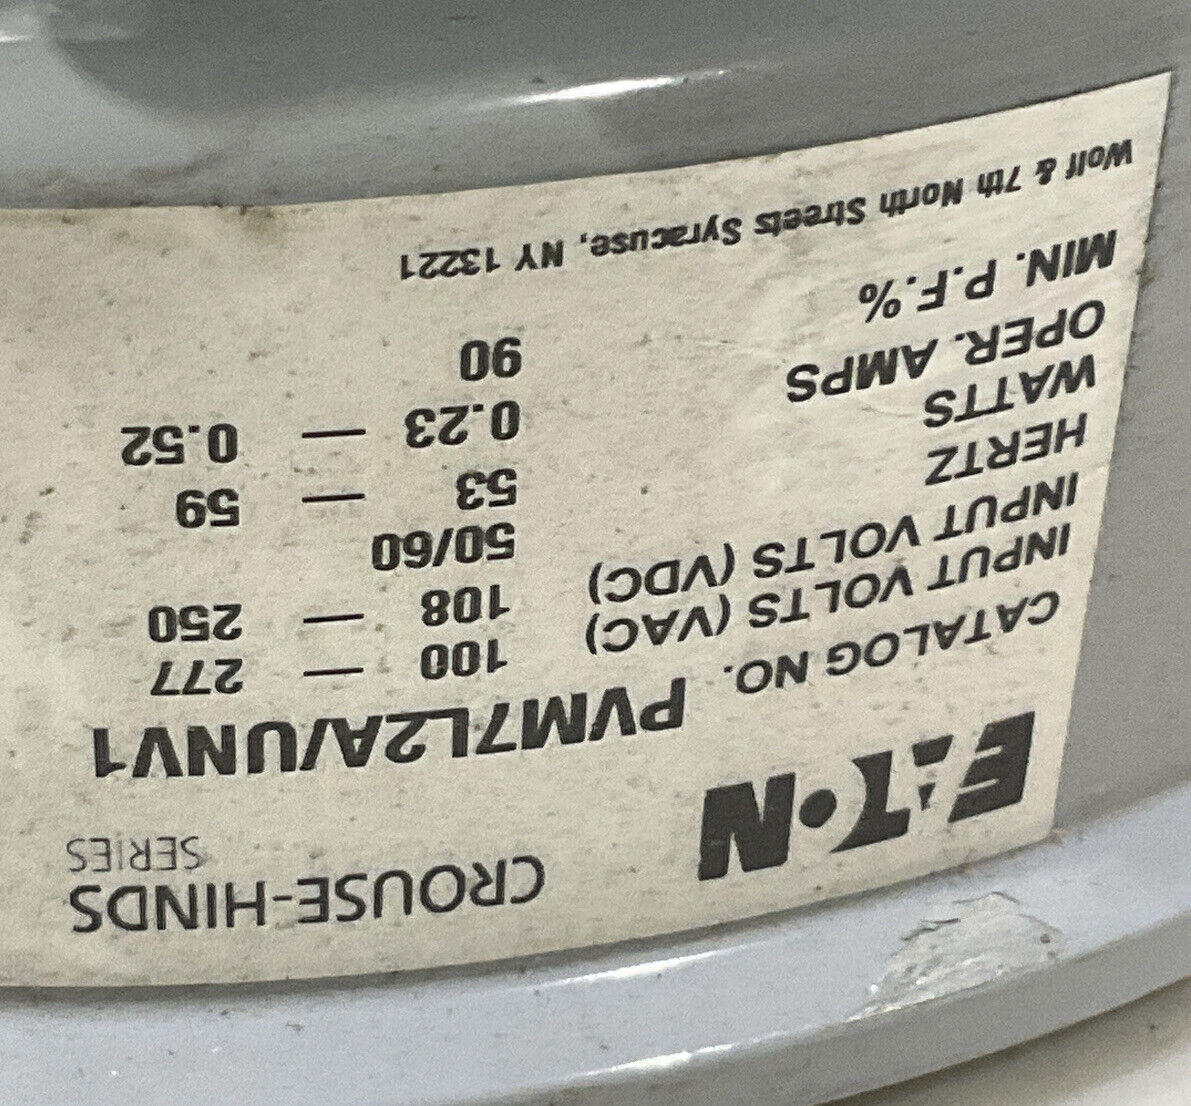 EATON
CROUSE-HINDS
SERIES
CATALOG NO. PVM7L2A/UNV1
INPUT VOLTS (VAC) 100 — 277
INPUT VOLTS (VDC) 108 — 250
HERTZ 50/60
WATTS 53 — 59
OPER. AMPS 0.23 — 0.52
MIN. P.F.% 90
Wolf & 7th North Streets Syracuse, NY 13221